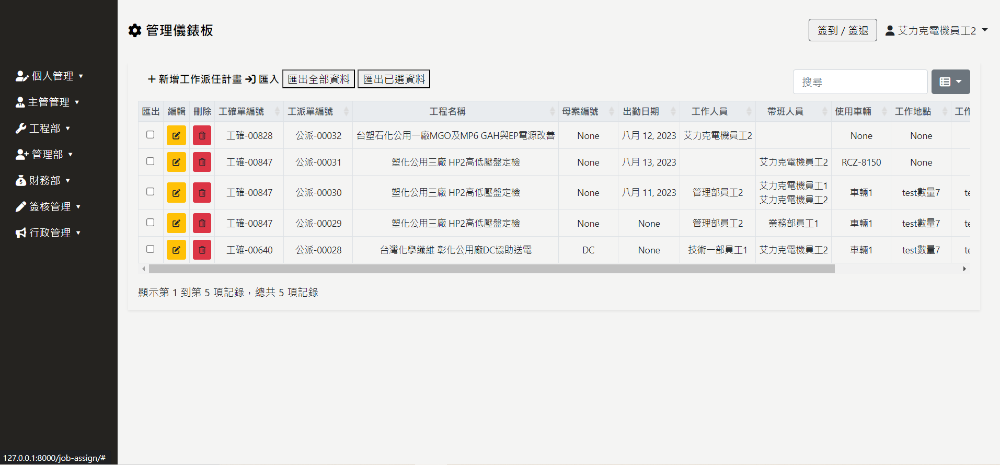 管理儀錶板
簽到 / 簽退 艾力克電機員工2
個人管理
主管管理
工程部
管理部
財務部
簽核管理
行政管理
新增工作派任計畫 匯入 匯出全部資料 匯出已選資料
搜尋
匯出 編輯 刪除 工確單編號 工派單編號 工程名稱 母案編號 出勤日期 工作人員 帶班人員 使用車輛 工作地點 工作
工確-00828 公派-00032 台塑石化公用一廠MGO及MP6 GAH與EP電源改善 None 八月 12, 2023 艾力克電機員工2 None None
工確-00847 公派-00031 塑化公用三廠 HP2高低壓盤定檢 None 八月 13, 2023 艾力克電機員工2 RCZ-8150 None
工確-00847 公派-00030 塑化公用三廠 HP2高低壓盤定檢 None 八月 11, 2023 管理部員工2 艾力克電機員工1 艾力克電機員工2 車輛1 test數量7 te
工確-00847 公派-00029 塑化公用三廠 HP2高低壓盤定檢 None None 管理部員工2 業務部員工1 車輛1 test數量7 te
工確-00640 公派-00028 台灣化學纖維 彰化公用廠DC協助送電 DC None 技術一部員工1 艾力克電機員工2 車輛1 test數量7 te
顯示第 1 到第 5 項記錄，總共 5 項記錄
127.0.0.1:8000/job-assign/#